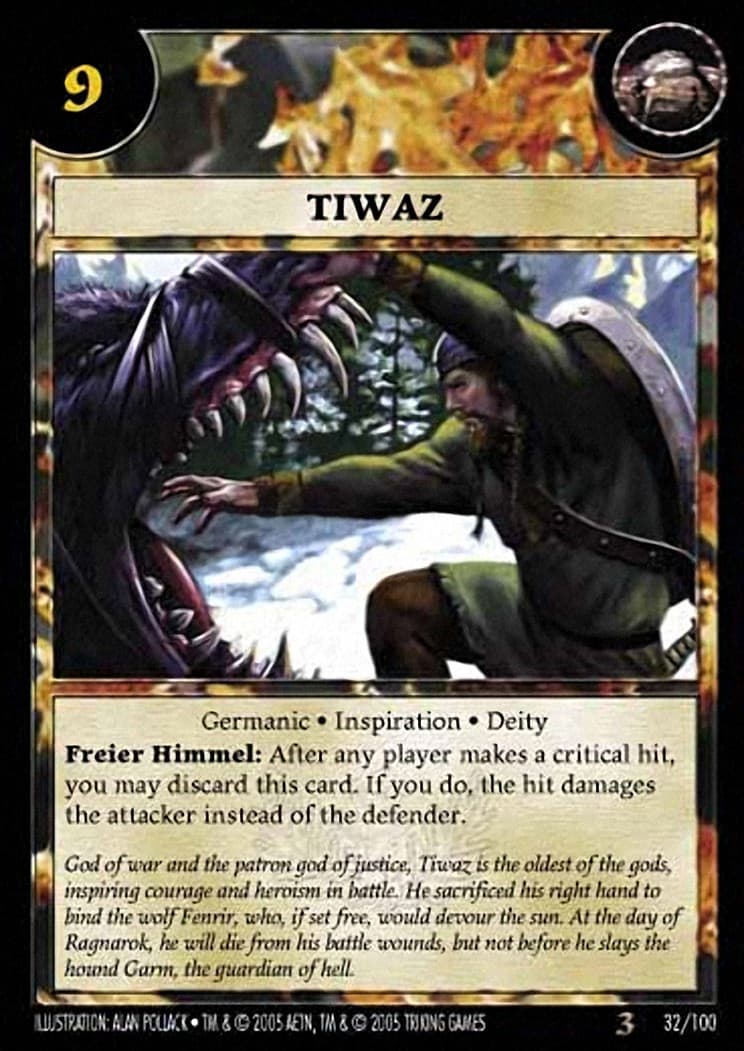 9
TIWAZ
Germanic • Inspiration • Deity
Freier Himmel: After any player makes a critical hit,
you may discard this card. If you do, the hit damages
the attacker instead of the defender.
God of war and the patron god of justice, Tiwaz is the oldest of the gods,
inspiring courage and heroism in battle. He sacrificed his right hand to
bind the wolf Fenrir, who, if set free, would devour the sun. At the day of
Ragnarok, he will die from his battle wounds, but not before he slays the
hound Garm, the guardian of hell.
ILLUSTRATION: ALAN POLLACK • TM & © 2005 AETN, TM & © 2005 TRIKING GAMES 3 32/100